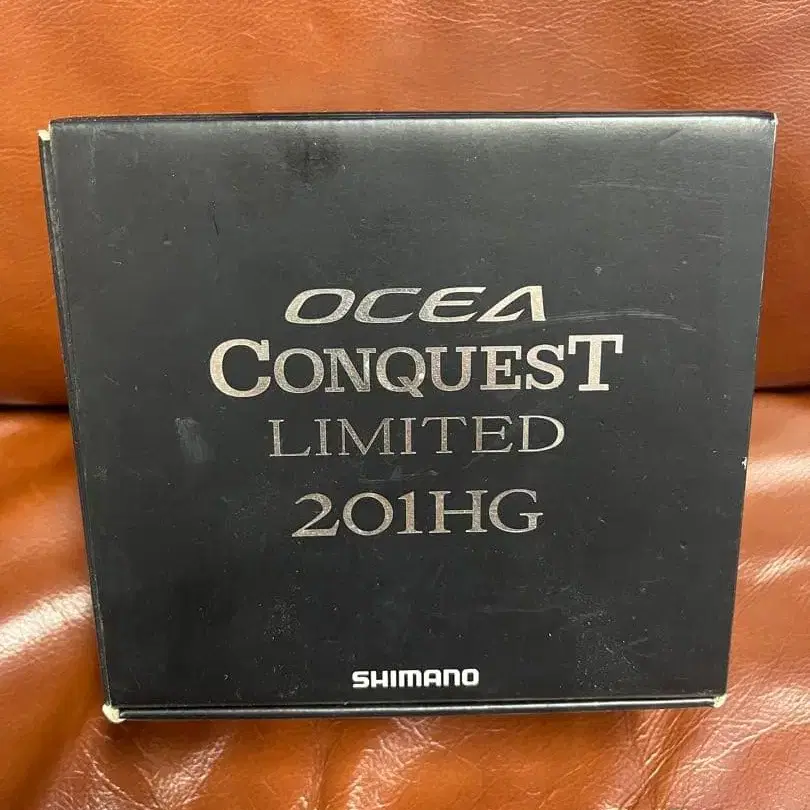 OCEA
CONQUEST
LIMITED
201HG
SHIMANO